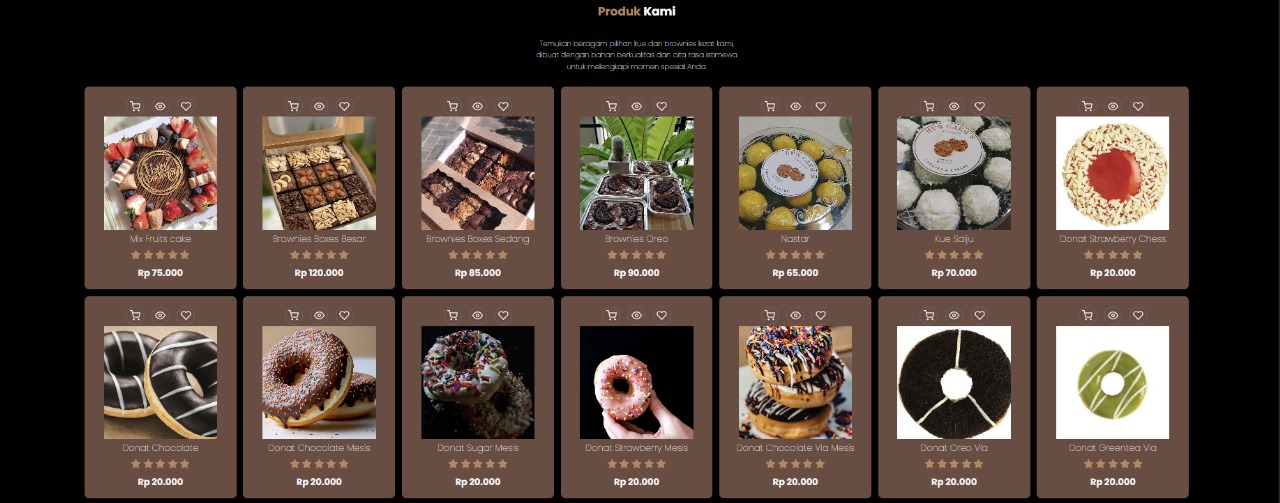 Produk Kami
Temukan beragam pilihan kue dan brownies lezat kami,
dibuat dengan bahan berkualitas dan cita rasa istimewa
untuk melengkapi momen spesial Anda.
Mix Fruits cake
Rp 75.000
Brownies Boxes Besar
Rp 120.000
Brownies Boxes Sedang
Rp 85.000
Brownies Oreo
Rp 90.000
Nastar
Rp 65.000
Kue Salju
Rp 70.000
Donat Strawberry Chess
Rp 20.000
Donat Chocolate
Rp 20.000
Donat Chocolate Mesis
Rp 20.000
Donat Sugar Mesis
Rp 20.000
Donat Strawberry Mesis
Rp 20.000
Donat Chocolate Vla Mesis
Rp 20.000
Donat Oreo Vla
Rp 20.000
Donat Greentea Vla
Rp 20.000